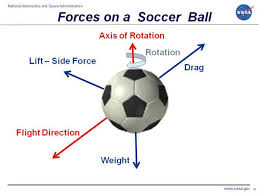 National Aeronautics and Space Administration
NASA
Forces on a Soccer Ball
Axis of Rotation
Rotation
Lift – Side Force
Drag
Flight Direction
Weight
www.nasa.gov